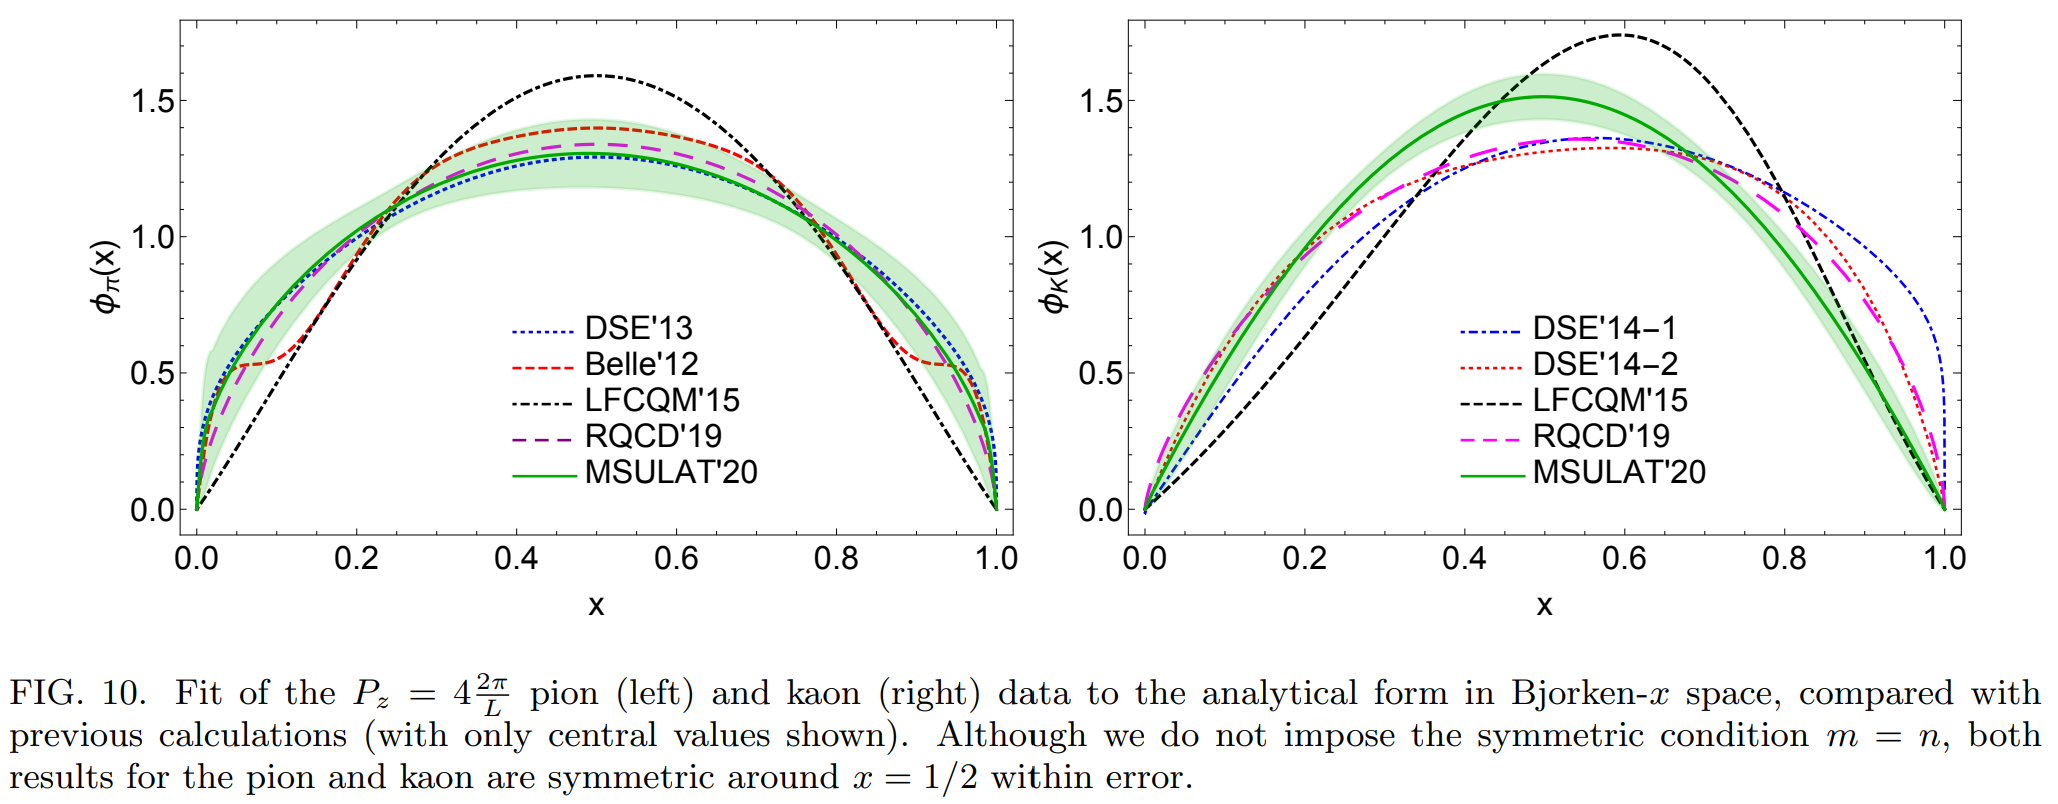 1.5
1.0
0.5
0.0
ϕπ(x)
DSE'13
Belle'12
LFCQM'15
RQCD'19
MSULAT'20
0.0 0.2 0.4 0.6 0.8 1.0
x
1.5
1.0
0.5
0.0
ϕK(x)
DSE'14−1
DSE'14−2
LFCQM'15
RQCD'19
MSULAT'20
0.0 0.2 0.4 0.6 0.8 1.0
x
FIG. 10. Fit of the P_z = 4 2π/L pion (left) and kaon (right) data to the analytical form in Bjorken-x space, compared with
previous calculations (with only central values shown). Although we do not impose the symmetric condition m = n, both
results for the pion and kaon are symmetric around x = 1/2 within error.